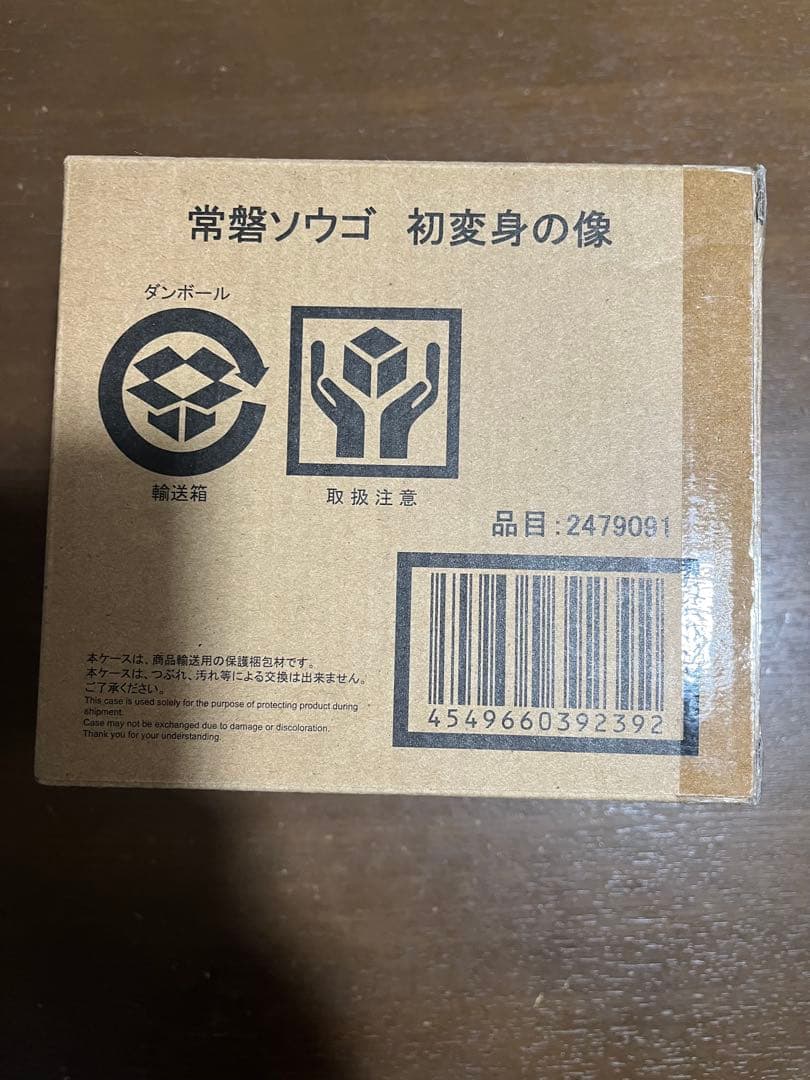 常磐ソウゴ 初変身の像
ダンボール
輸送箱
取扱注意
品目:2479091
4549660392392
本ケースは、商品輸送用の保護梱包材です。
本ケースは、つぶれ、汚れ等による交換は出来ません。
ご了承ください。
This case is used solely for the purpose of protecting product during
shipment.
Case may not be exchanged due to damage or discoloration.
Thank you for your understanding.